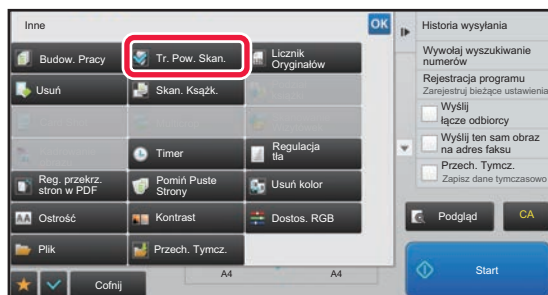 Inne
OK
Budow. Pracy
Tr. Pow. Skan.
Licznik
Oryginałów
Usuń
Skan. Książk.
Timer
Regulacja
tła
Reg. przekrz.
stron w PDF
Pomiń Puste
Strony
Usuń kolor
Ostrość
Kontrast
Dostos. RGB
Plik
Przech. Tymcz.
Cofnij
A4
A4
Historia wysyłania
Wywołaj wyszukiwanie
numerów
Rejestracja programu
Zarejestruj bieżące ustawienia
Wyślij
łącze odbiorcy
Wyślij ten sam obraz
na adres faksu
Przech. Tymcz.
Zapisz dane tymczasowo
Podgląd
CA
Start